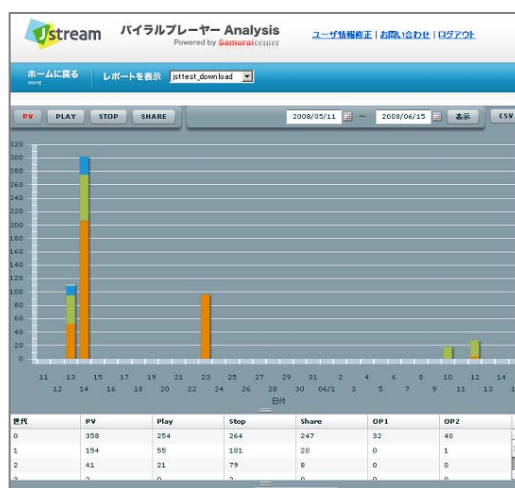 Jstream バイラルプレーヤー Analysis
Powered by Samuraicenter
ユーザ情報修正 | お問い合わせ | ログアウト
ホームに戻る レポートを表示 jsttest_download
HOME
PV PLAY STOP SHARE 2008/05/11 ~ 2008/06/15 表示 CSV
320
300
280
260
240
220
200
180
160
140
120
100
80
60
40
20
0
11 13 15 17 19 21 23 25 27 29 31 2 4 6 8 10 12 14
12 14 16 18 20 22 24 26 28 30 06/1 3 5 7 9 11 13 1
日付
世代 PV Play Stop Share OP1 OP2
0 358 254 264 247 32 40
1 154 55 101 20 0 1
2 41 21 79 8 0 0